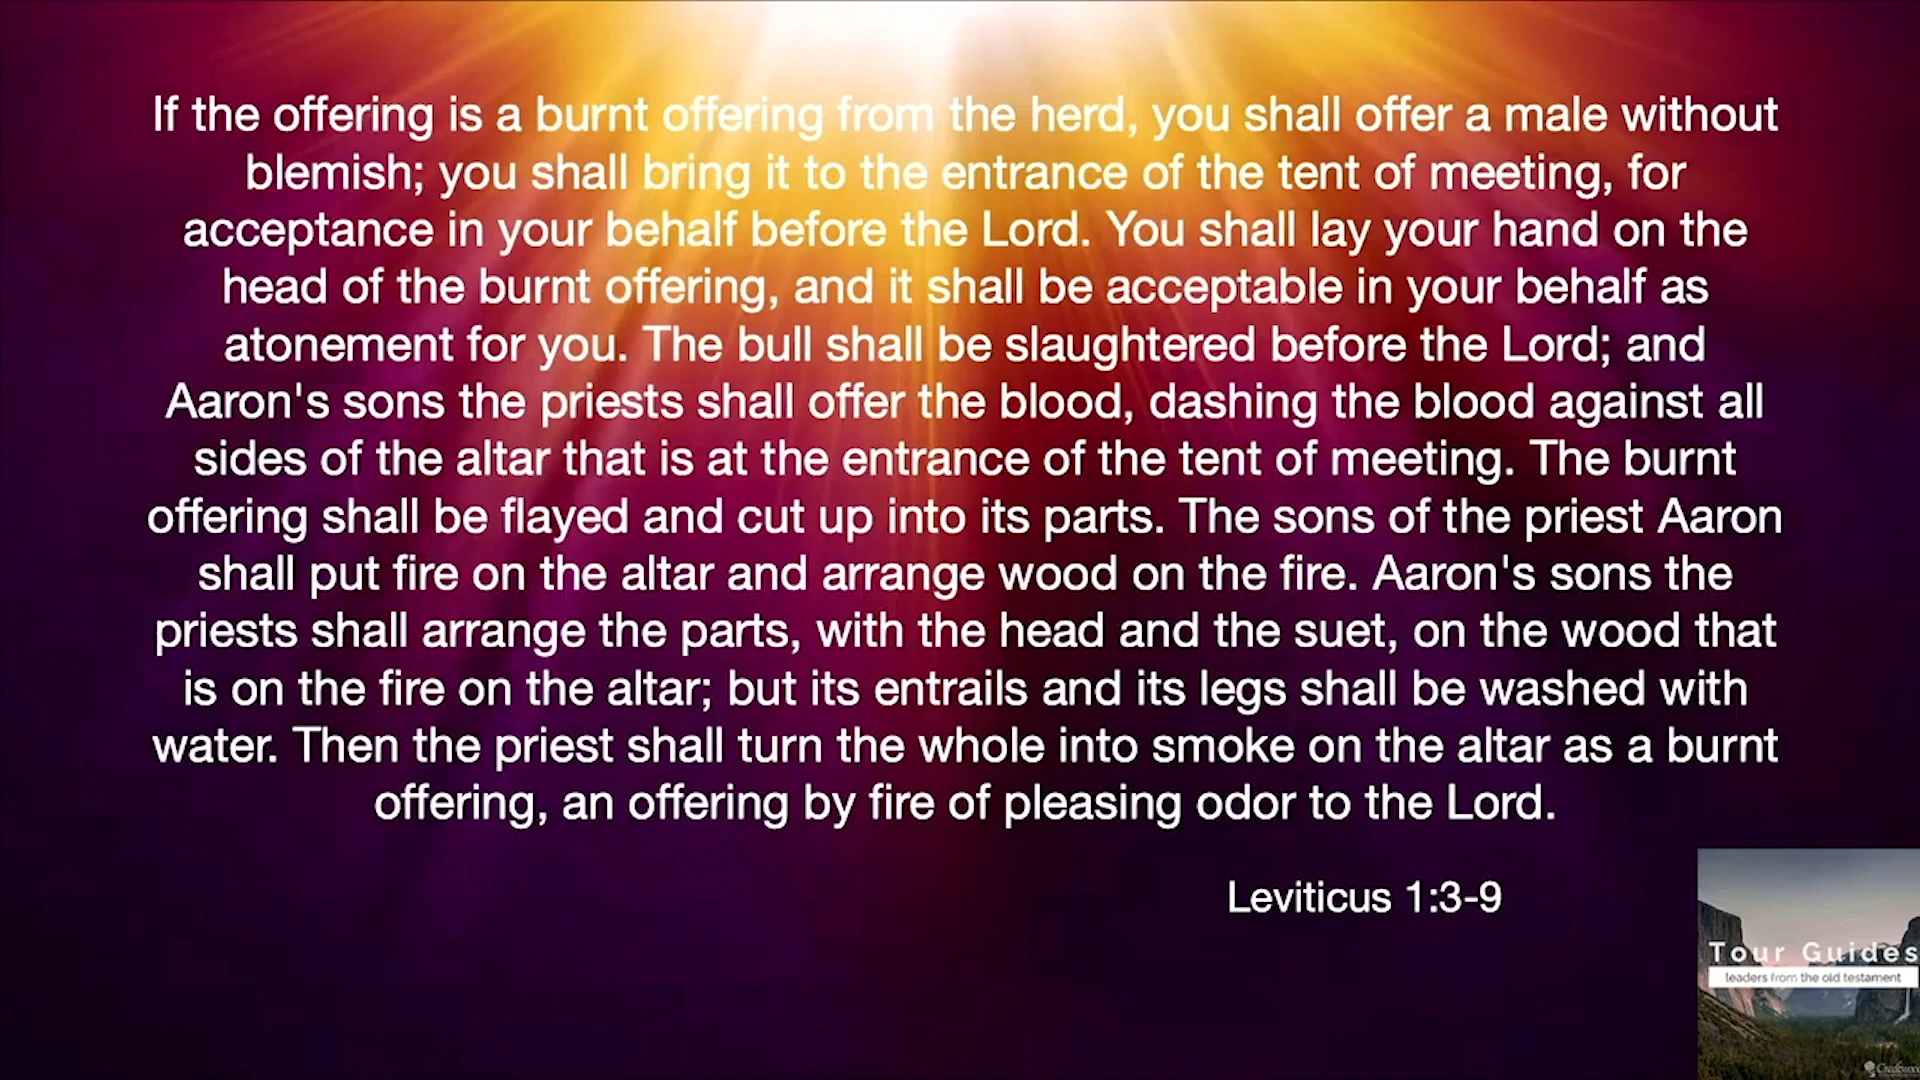 If the offering is a burnt offering from the herd, you shall offer a male without
blemish; you shall bring it to the entrance of the tent of meeting, for
acceptance in your behalf before the Lord. You shall lay your hand on the
head of the burnt offering, and it shall be acceptable in your behalf as
atonement for you. The bull shall be slaughtered before the Lord; and
Aaron's sons the priests shall offer the blood, dashing the blood against all
sides of the altar that is at the entrance of the tent of meeting. The burnt
offering shall be flayed and cut up into its parts. The sons of the priest Aaron
shall put fire on the altar and arrange wood on the fire. Aaron's sons the
priests shall arrange the parts, with the head and the suet, on the wood that
is on the fire on the altar; but its entrails and its legs shall be washed with
water. Then the priest shall turn the whole into smoke on the altar as a burnt
offering, an offering by fire of pleasing odor to the Lord.
Leviticus 1:3-9
Tour Guides
leaders from the old testament